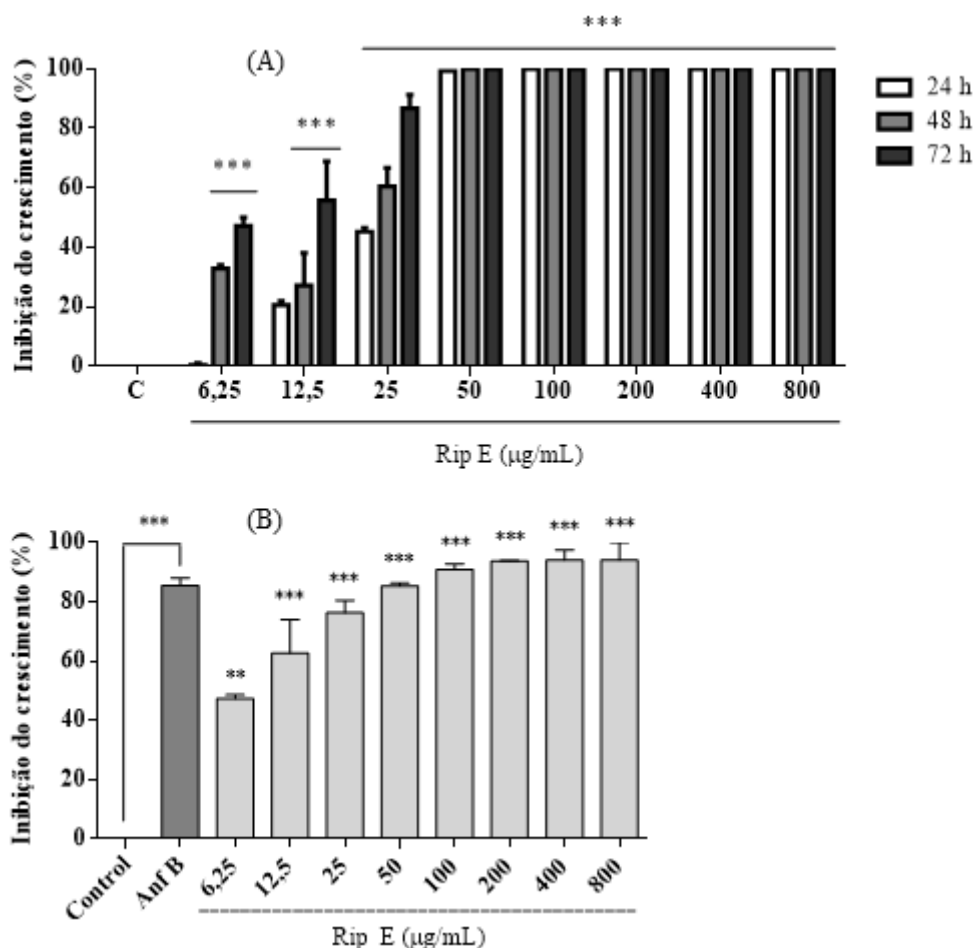 ***
(A)
Inibição do crescimento (%)
100
80
60
40
20
0
***
***
24 h
48 h
72 h
C 6,25 12,5 25 50 100 200 400 800
Rip E (µg/mL)
(B)
Inibição do crescimento (%)
100
80
60
40
20
0
***
**
***
***
***
***
***
***
***
Control Anf B 6,25 12,5 25 50 100 200 400 800
Rip E (µg/mL)